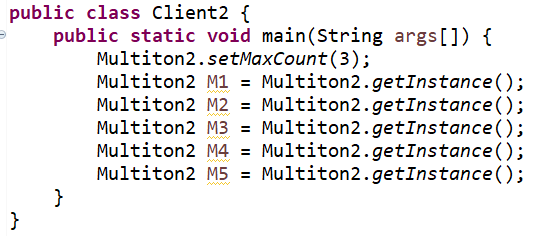 public class Client2 {
    public static void main(String args[]) {
        Multiton2.setMaxCount(3);
        Multiton2 M1 = Multiton2.getInstance();
        Multiton2 M2 = Multiton2.getInstance();
        Multiton2 M3 = Multiton2.getInstance();
        Multiton2 M4 = Multiton2.getInstance();
        Multiton2 M5 = Multiton2.getInstance();
    }
}